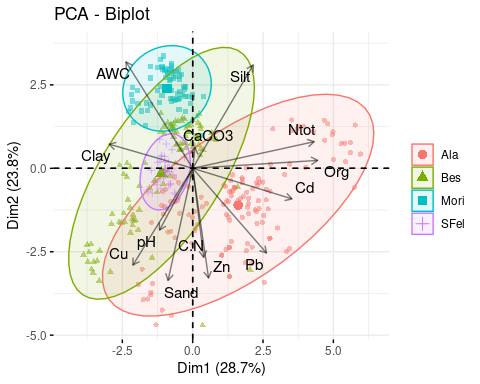 PCA - Biplot
AWC
Silt
CaCO3
Ntot
Clay
Org
Cd
pH
C.N
Cu
Zn
Pb
Sand
2.5
0.0
-2.5
-5.0
-2.5
0.0
2.5
5.0
Dim1 (28.7%)
Dim2 (23.8%)
Ala
Bes
Mori
SFel